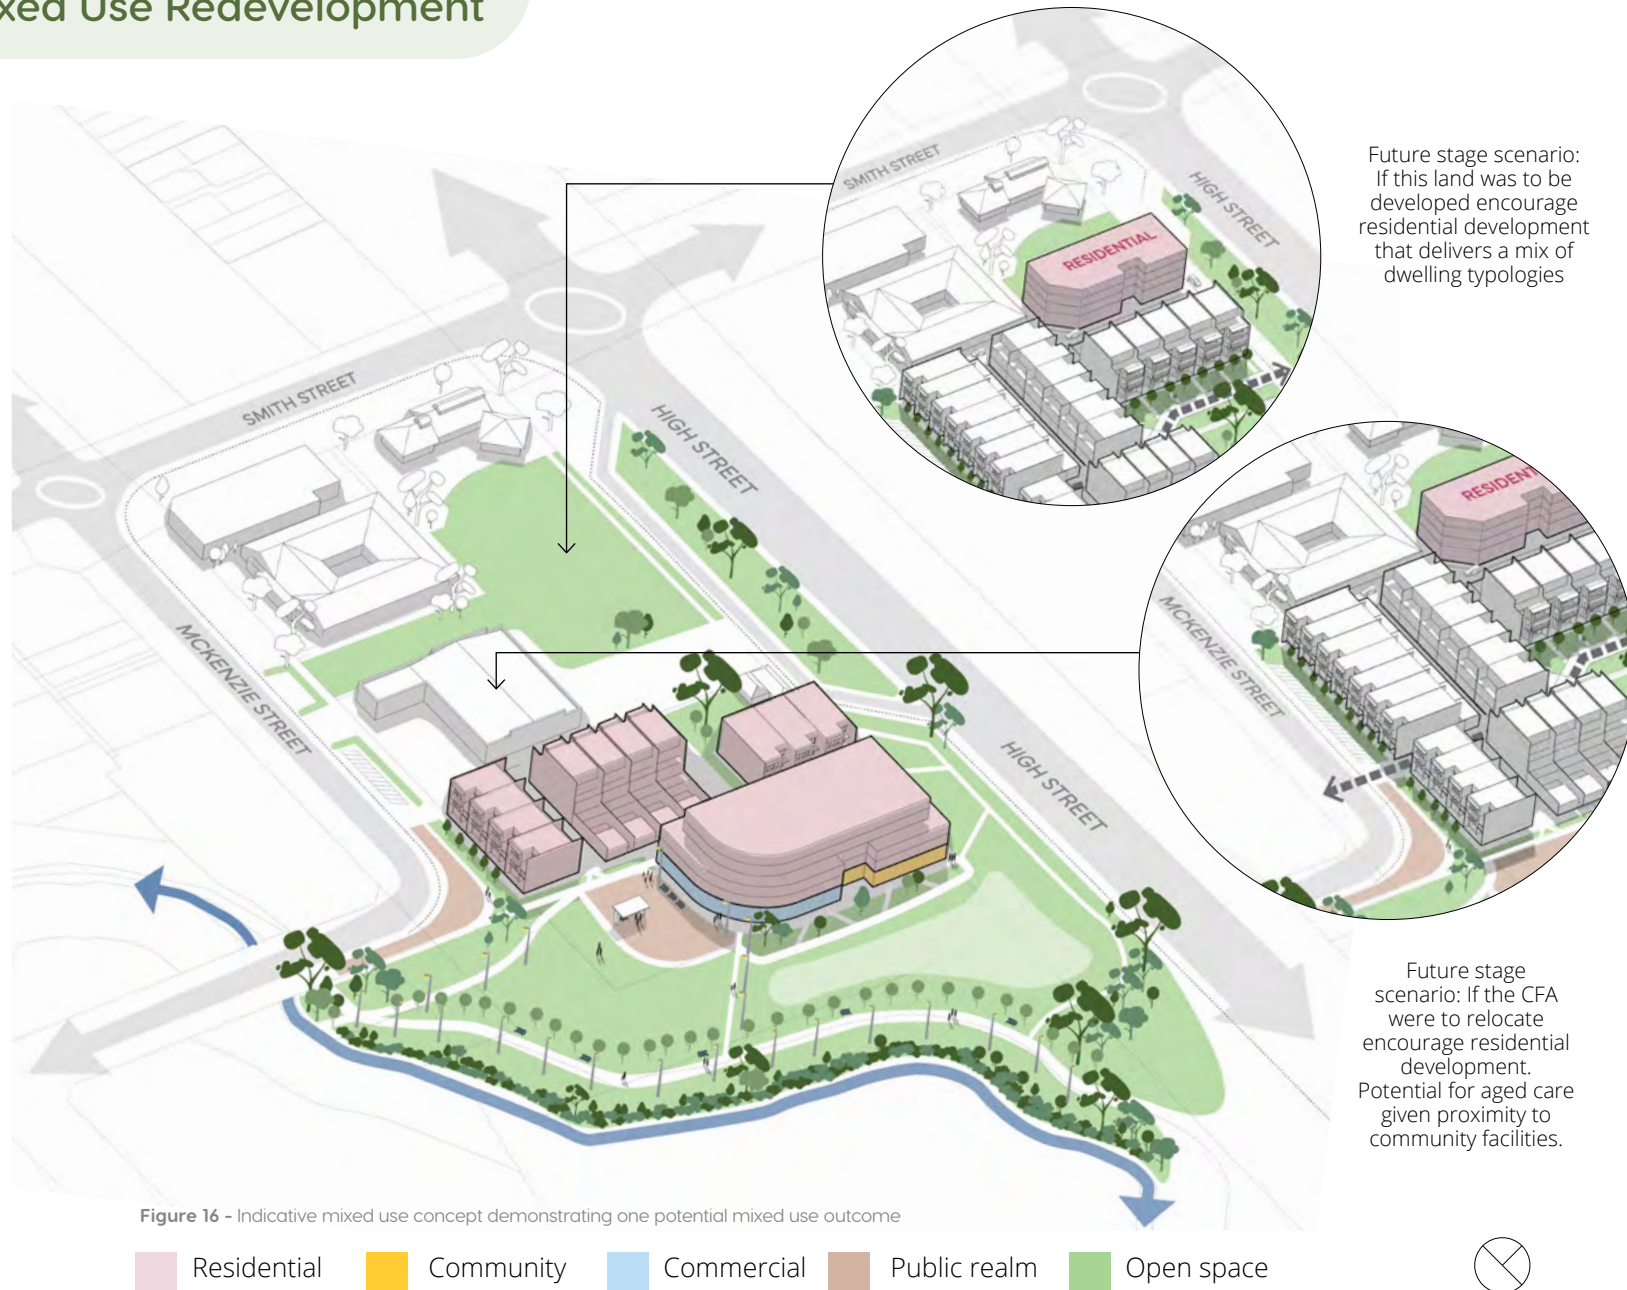 xed Use Redevelopment
SMITH STREET
HIGH STREET
RESIDENTIAL
Future stage scenario:
If this land was to be
developed encourage
residential development
that delivers a mix of
dwelling typologies
SMITH STREET
HIGH STREET
MCKENZIE STREET
HIGH STREET
RESIDENT
MCKENZIE STREET
Future stage
scenario: If the CFA
were to relocate
encourage residential
development.
Potential for aged care
given proximity to
community facilities.
Figure 16 - Indicative mixed use concept demonstrating one potential mixed use outcome
Residential
Community
Commercial
Public realm
Open space